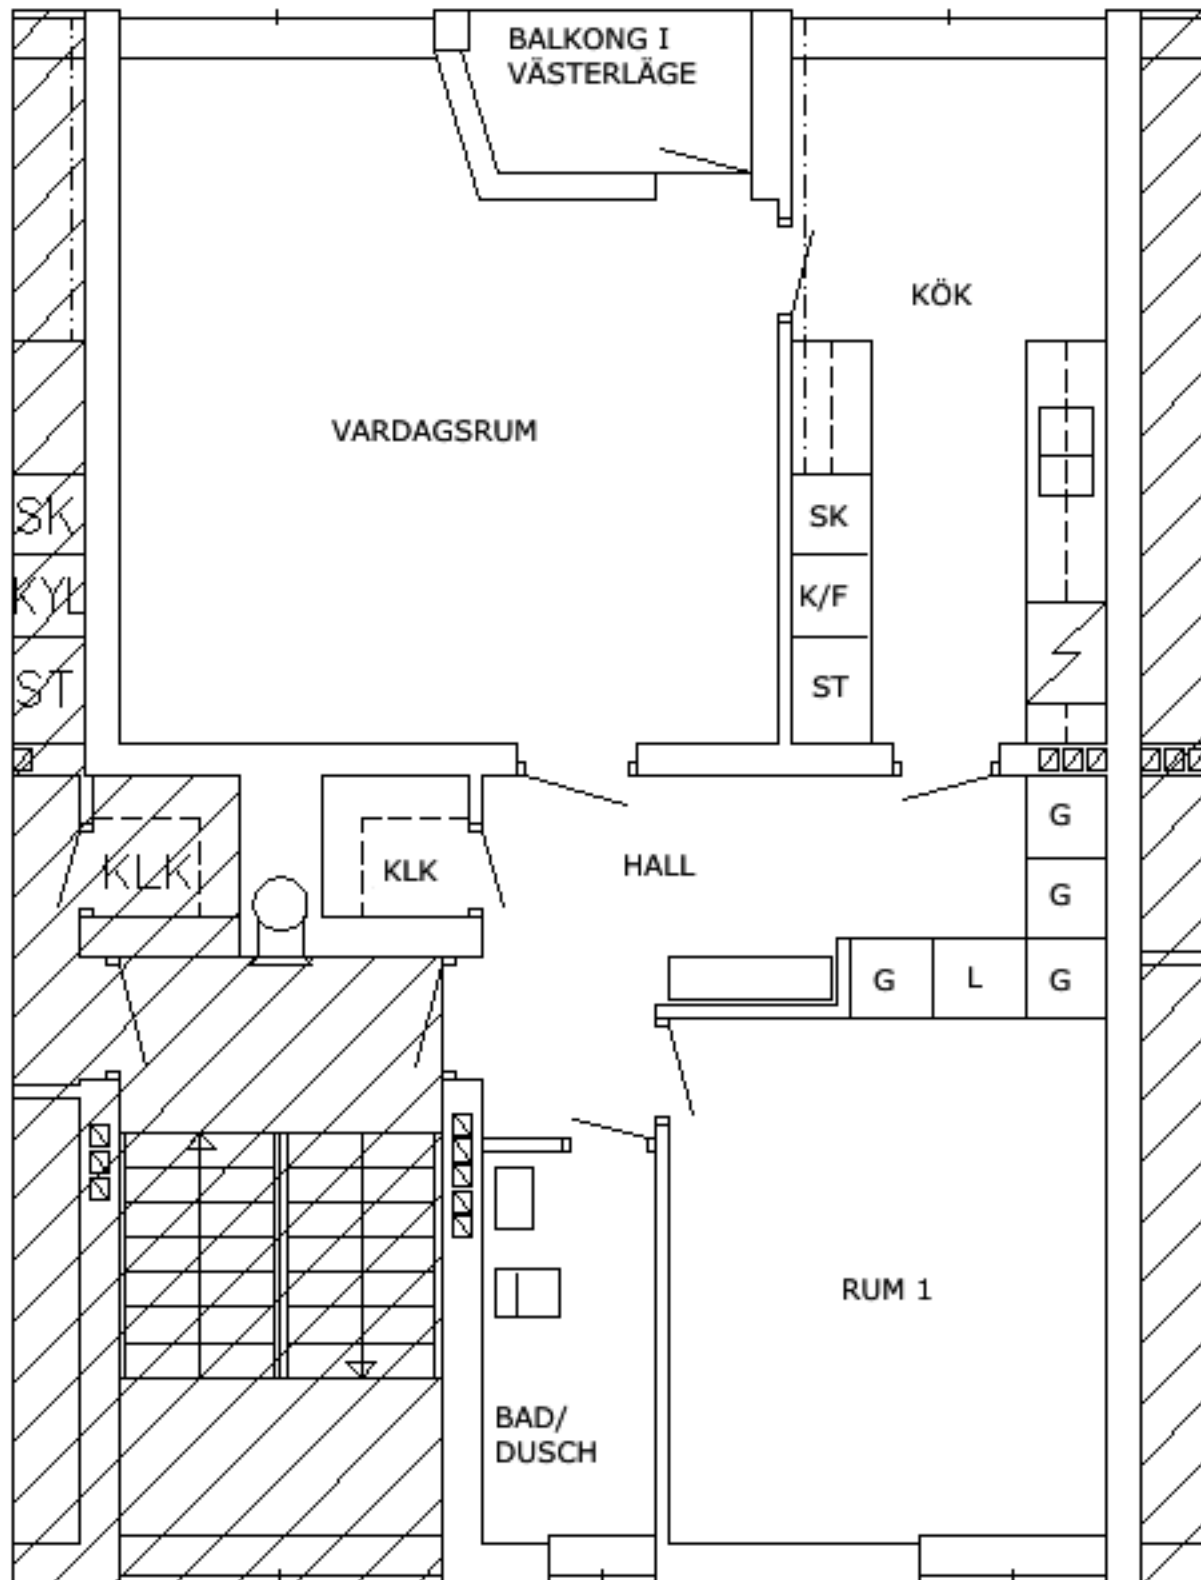 BALKONG I
VÄSTERLÄGE
KÖK
VARDAGSRUM
SK
SK
KYL
K/F
ST
ST
G
KLK
KLK
HALL
G
G
L
G
RUM 1
BAD/
DUSCH